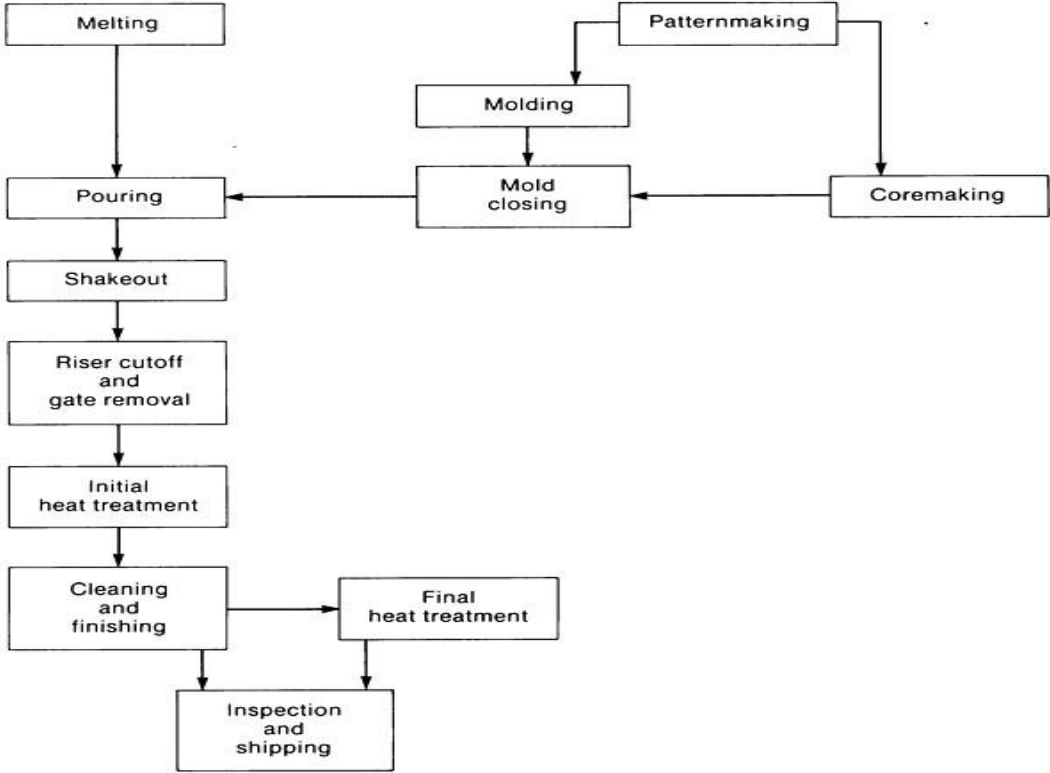 Melting
Patternmaking
Molding
Pouring
Mold
closing
Coremaking
Shakeout
Riser cutoff
and
gate removal
Initial
heat treatment
Cleaning
and
finishing
Final
heat treatment
Inspection
and
shipping